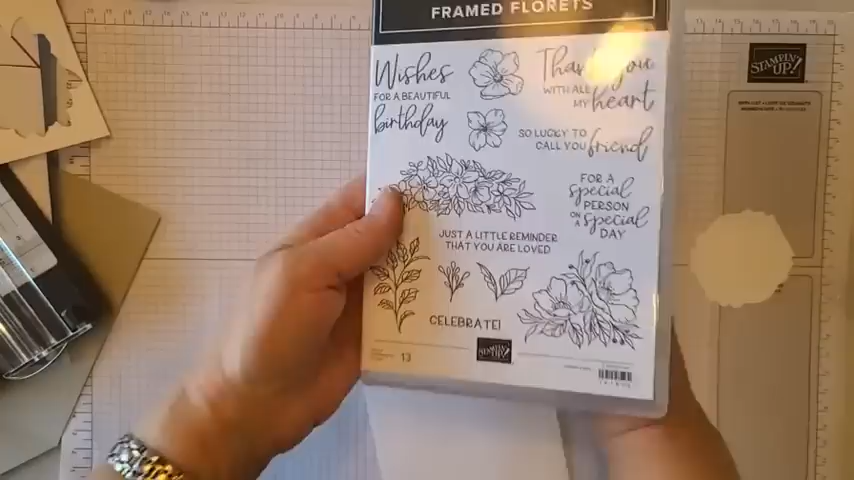 FRAMED FLORETS
Wishes
FOR A BEAUTIFUL
birthday
Thank you
WITH ALL
MY heart
SO LUCKY TO
CALL YOU friend
FOR A
special
PERSON
ON A special
DAY
JUST A LITTLE REMINDER
THAT YOU ARE LOVED
CELEBRATE!
13
STAMPIN' UP!
STAMPIN' UP!